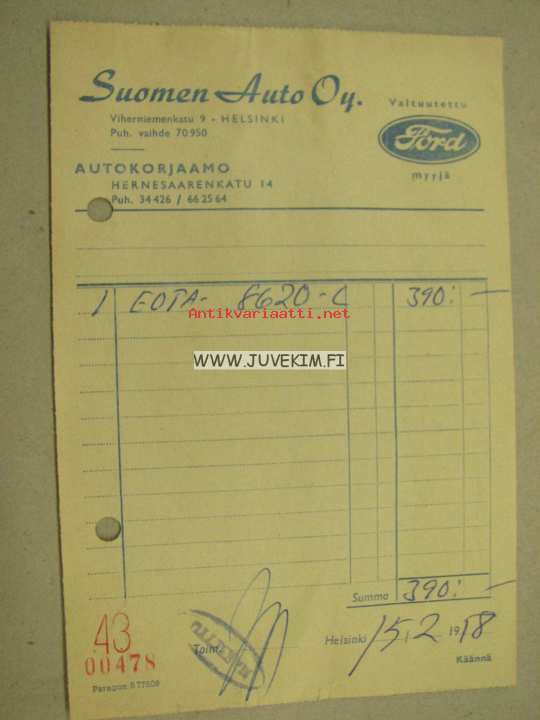 Suomen Auto Oy.
Viherniemenkatu 9 - HELSINKI
Puh. vaihde 70 950
Valtuutettu
Ford
myyjä
AUTOKORJAAMO
HERNESAARENKATU 14
Puh. 34 426 / 66 25 64
1 EOTA- 8620-C 390:-
Antikvariaatti.net
WWW.JUVEKIM.FI
Summa 390:-
43
00478
Toim.
Helsinki 15.2 1958
Käännä
Paragon